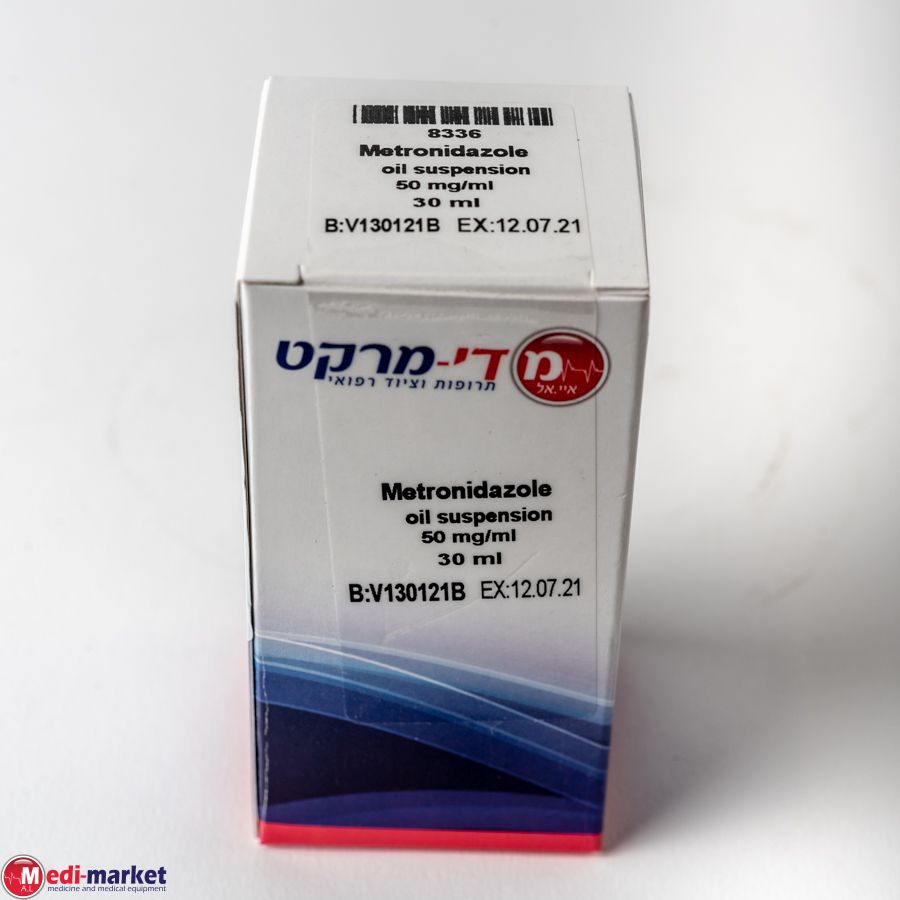 8336
Metronidazole
oil suspension
50 mg/ml
30 ml
B:V130121B EX:12.07.21
מדי-מרקט
איי.אל
תרופות וציוד רפואי
Metronidazole
oil suspension
50 mg/ml
30 ml
B:V130121B EX:12.07.21
Medi-market
A.L
medicine and medical equipment